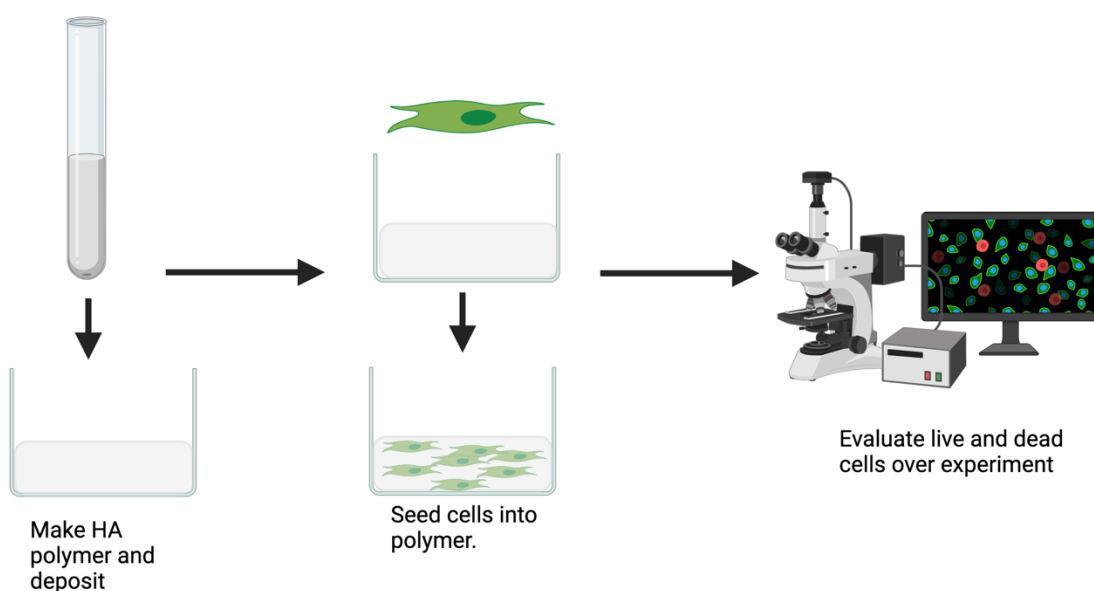 Make HA
polymer and
deposit
Seed cells into
polymer.
Evaluate live and dead
cells over experiment